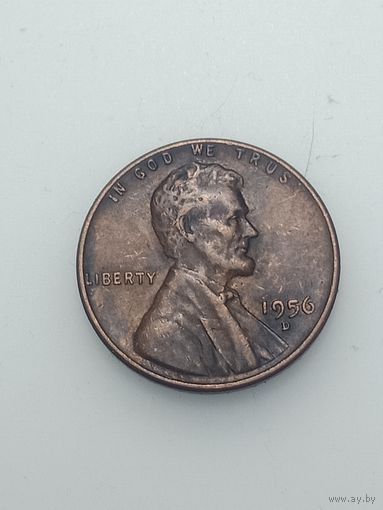 IN GOD WE TRUST
LIBERTY
1956
D
www.ay.by